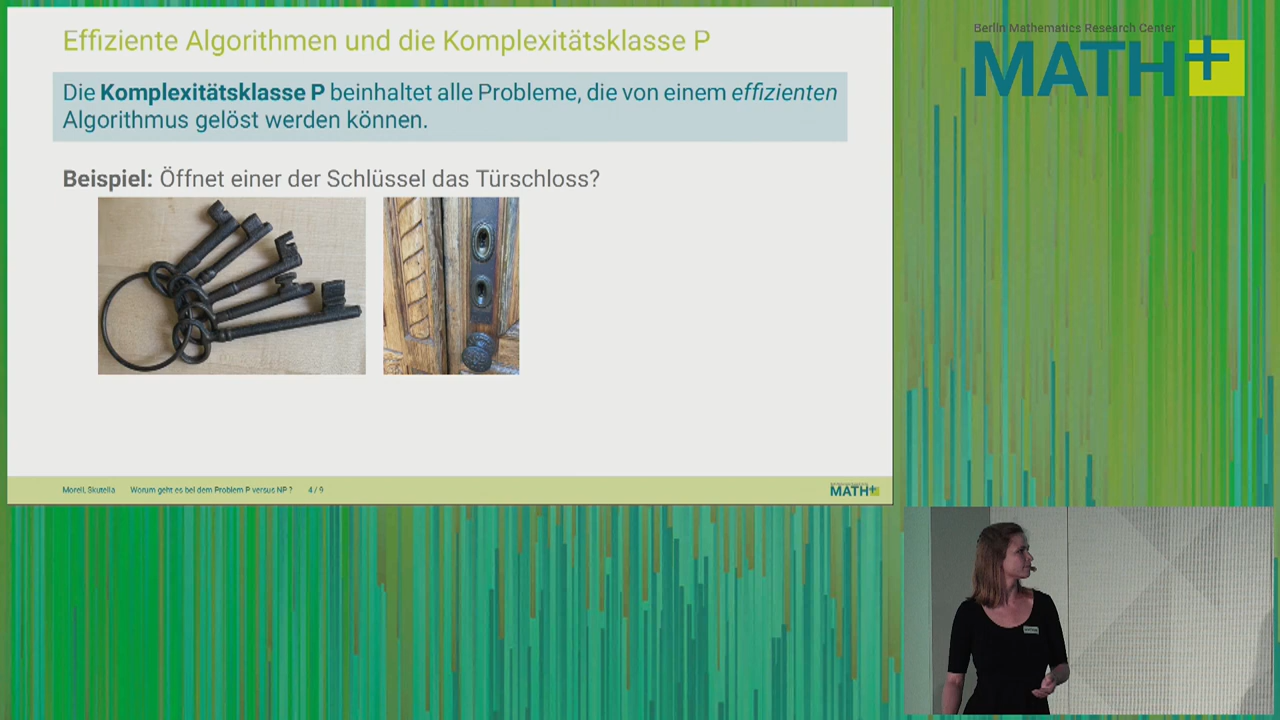 Effiziente Algorithmen und die Komplexitätsklasse P
Die Komplexitätsklasse P beinhaltet alle Probleme, die von einem effizienten
Algorithmus gelöst werden können.
Beispiel: Öffnet einer der Schlüssel das Türschloss?
Morell, Skutella Worum geht es bei dem Problem P versus NP ? 4 / 9
MATH+
Berlin Mathematics Research Center
MATH+